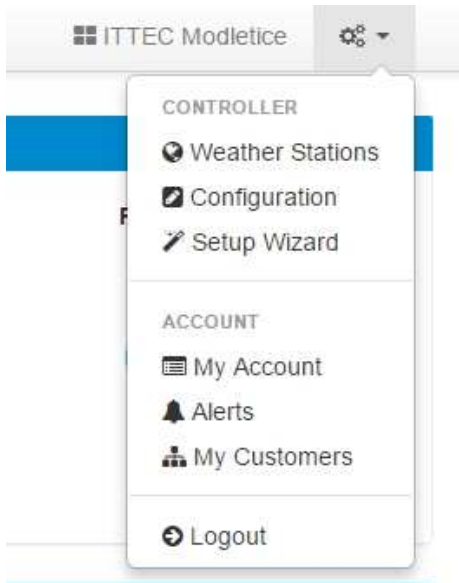 ITTEC Modletice
CONTROLLER
Weather Stations
Configuration
Setup Wizard
ACCOUNT
My Account
Alerts
My Customers
Logout